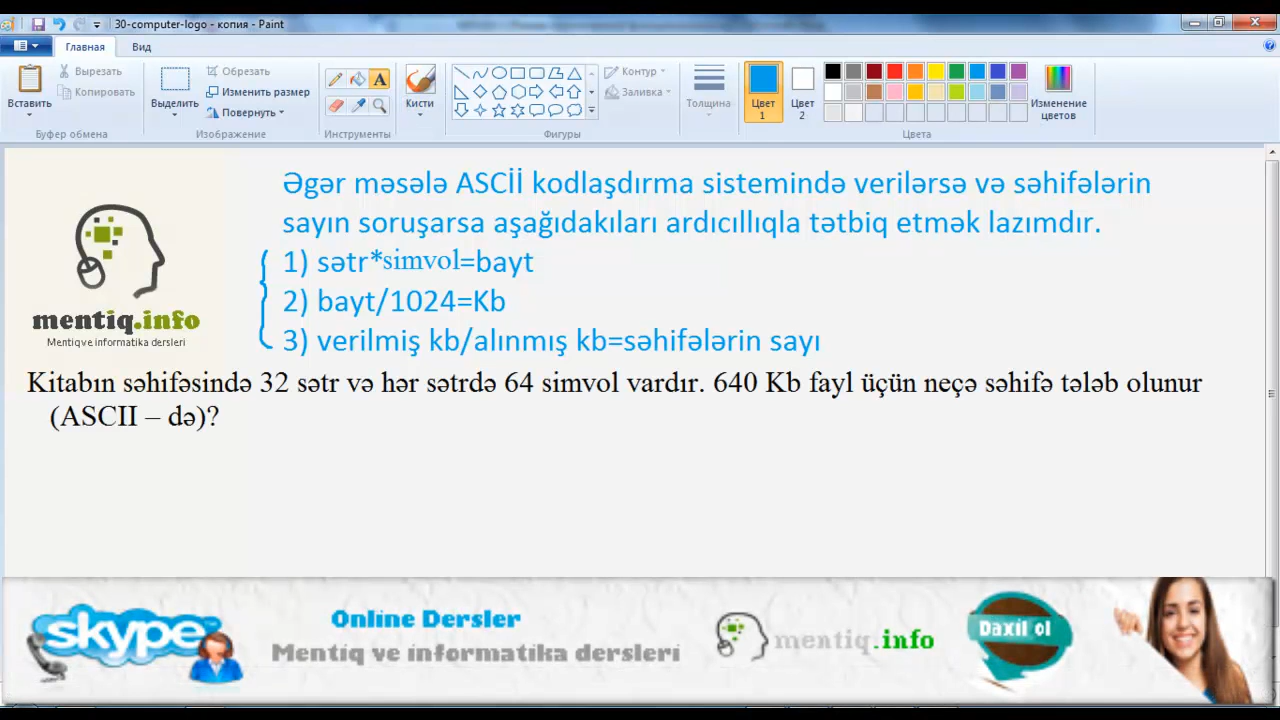 30-computer-logo - копия - Paint
Главная Вид
Вставить
Вырезать
Копировать
Буфер обмена
Выделить
Обрезать
Изменить размер
Повернуть
Изображение
Инструменты
Кисти
Контур
Заливка
Фигуры
Толщина
Цвет 1
Цвет 2
Изменение цветов
Цвета
Əgər məsələ ASCİİ kodlaşdırma sistemində verilərsə və səhifələrin
sayın soruşarsa aşağıdakıları ardıcıllıqla tətbiq etmək lazımdır.
1) sətr*simvol=bayt
2) bayt/1024=Kb
3) verilmiş kb/alınmış kb=səhifələrin sayı
mentiq.info
Mentiq ve informatika dersleri
Kitabın səhifəsində 32 sətr və hər sətrdə 64 simvol vardır. 640 Kb fayl üçün neçə səhifə tələb olunur
(ASCII – də)?
skype
Online Dersler
Mentiq ve informatika dersleri
mentiq.info
Daxil ol